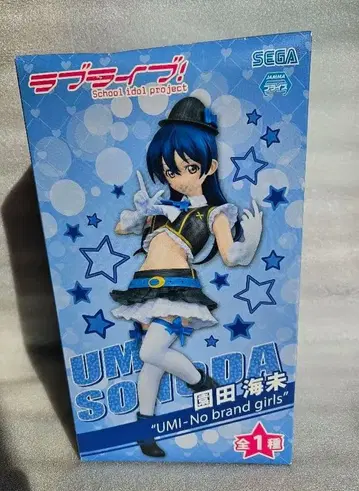 ラブライブ!
School idol project
SEGA
JAMMA
プライズ
UMI
SONODA
園田 海未
"UMI-No brand girls"
全1種